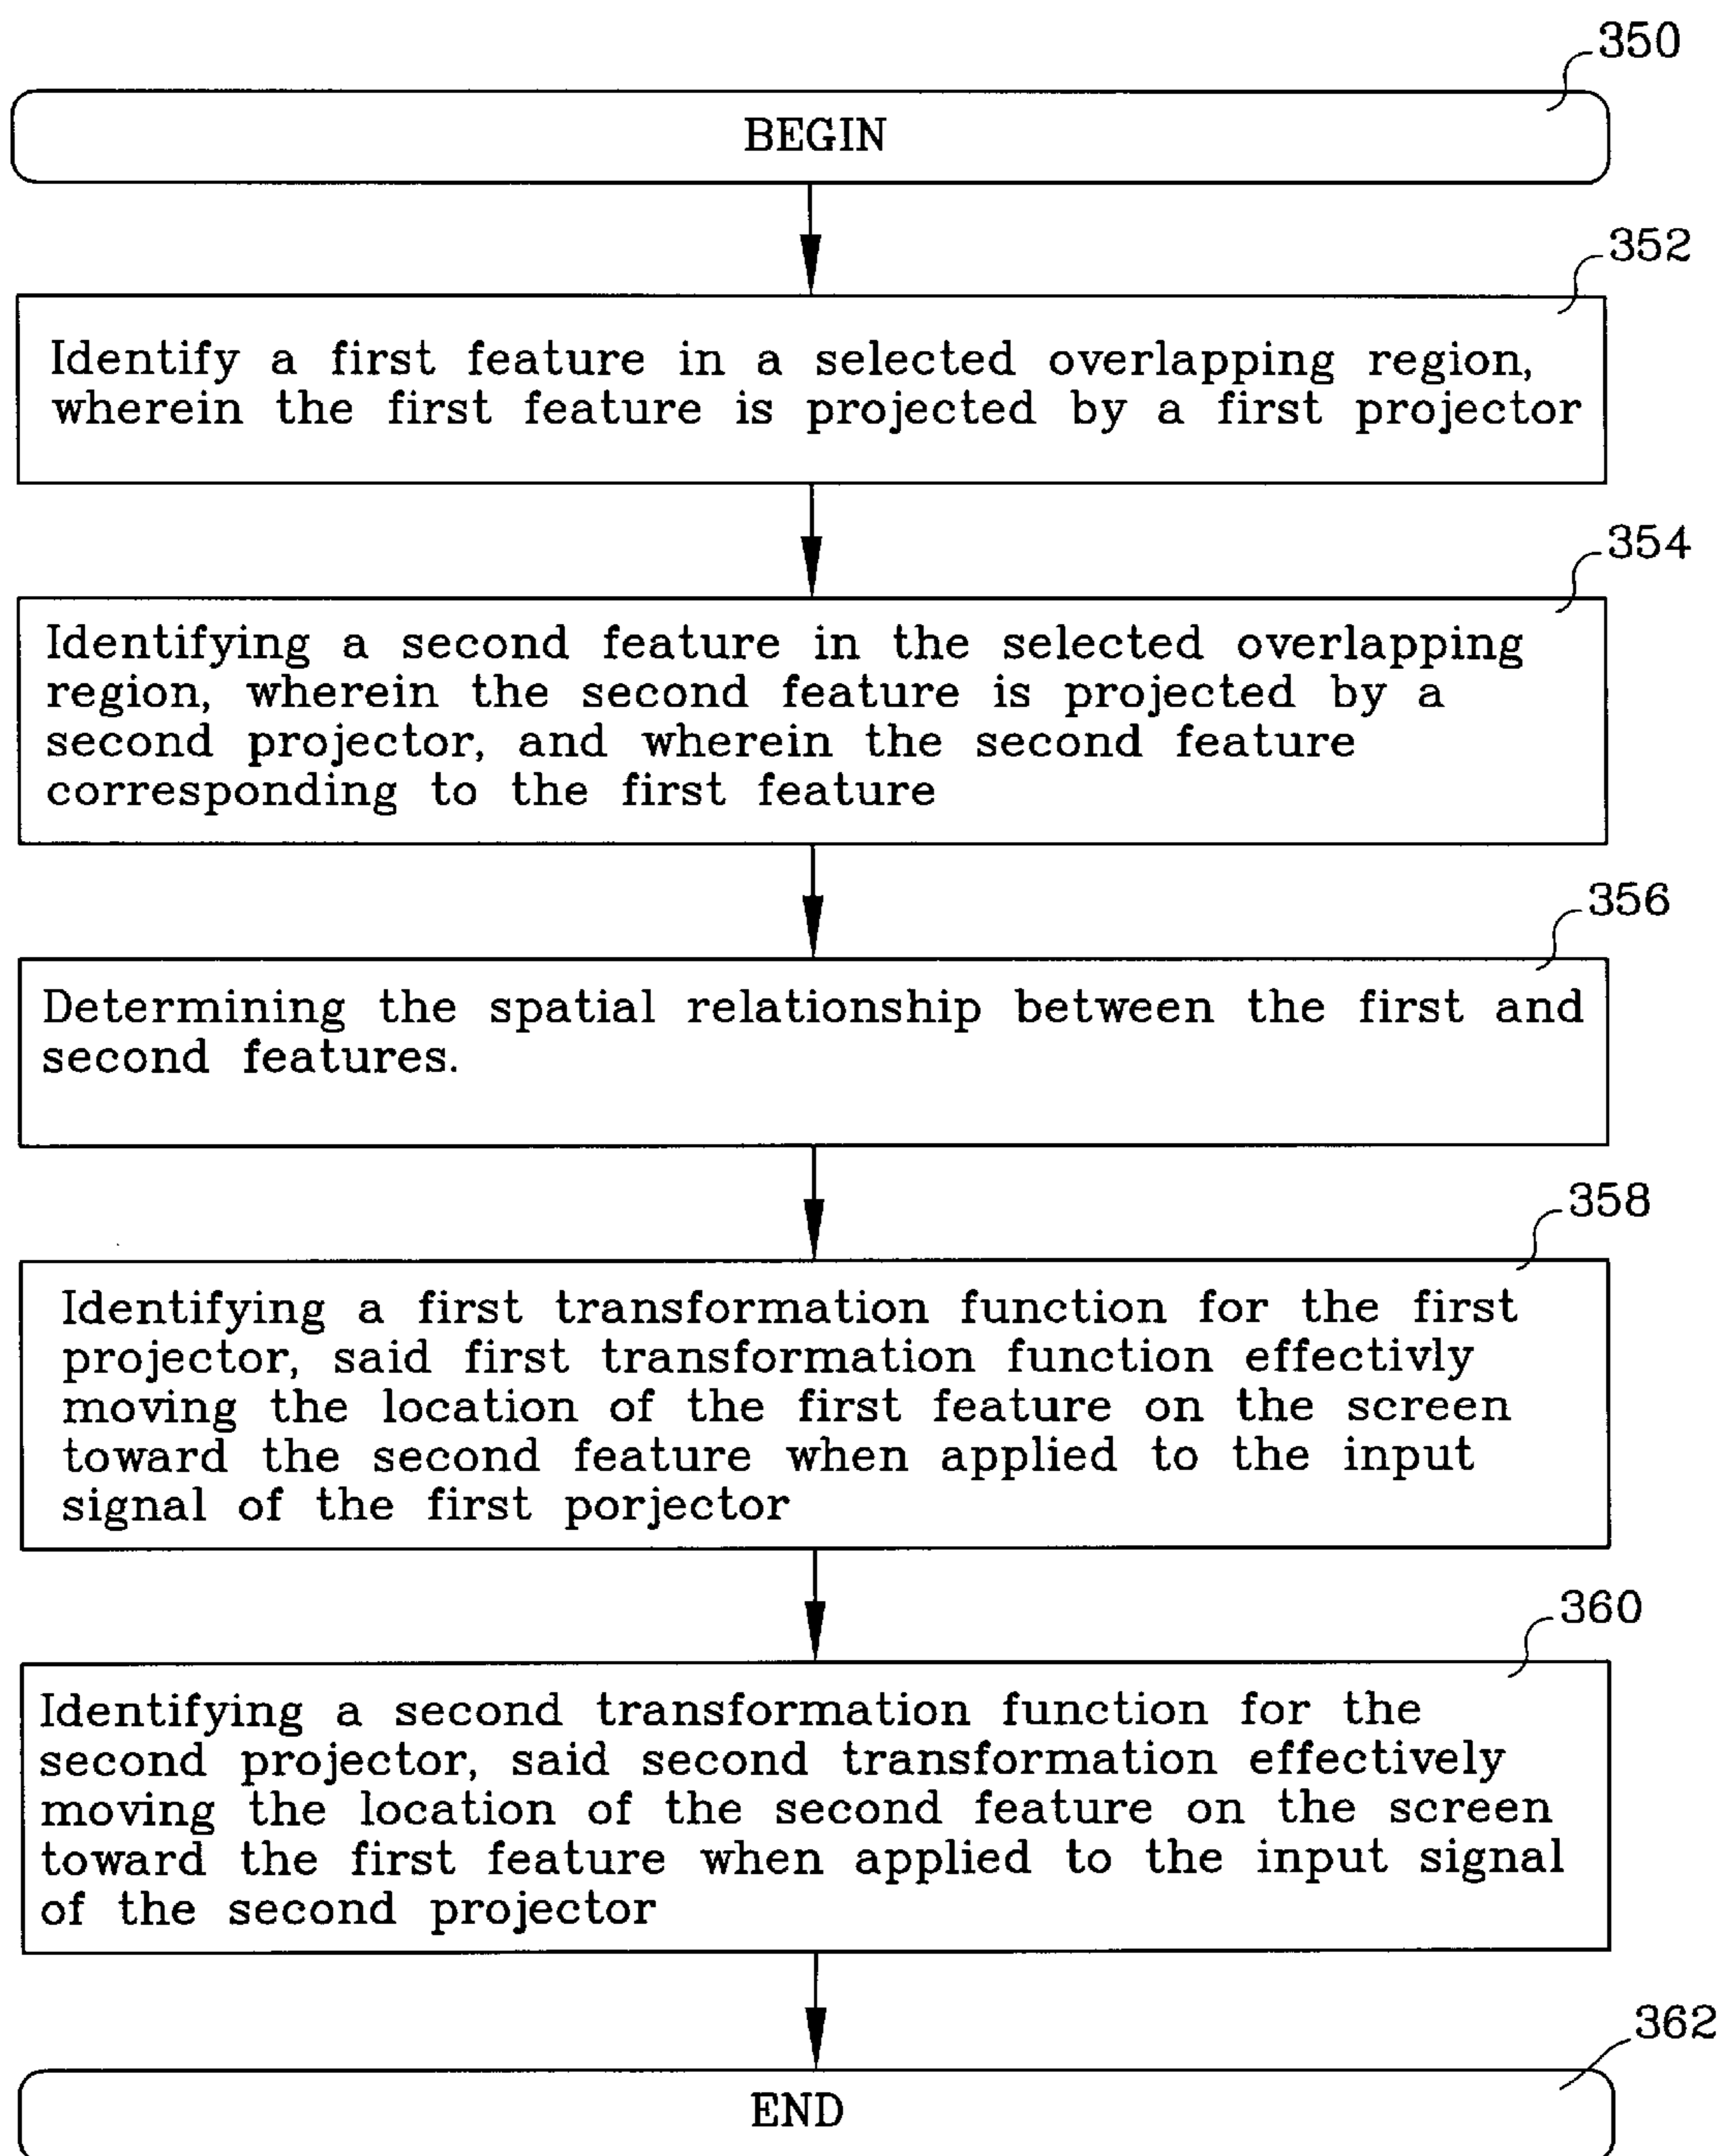 350
BEGIN
352
Identify a first feature in a selected overlapping region,
wherein the first feature is projected by a first projector
354
Identifying a second feature in the selected overlapping
region, wherein the second feature is projected by a
second projector, and wherein the second feature
corresponding to the first feature
356
Determining the spatial relationship between the first and
second features.
358
Identifying a first transformation function for the first
projector, said first transformation function effectivly
moving the location of the first feature on the screen
toward the second feature when applied to the input
signal of the first porjector
360
Identifying a second transformation function for the
second projector, said second transformation effectively
moving the location of the second feature on the screen
toward the first feature when applied to the input signal
of the second projector
362
END